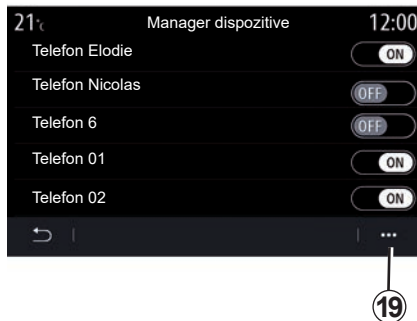 21°c Manager dispozitive 12:00
Telefon Elodie ON
Telefon Nicolas OFF
Telefon 6 OFF
Telefon 01 ON
Telefon 02 ON
19